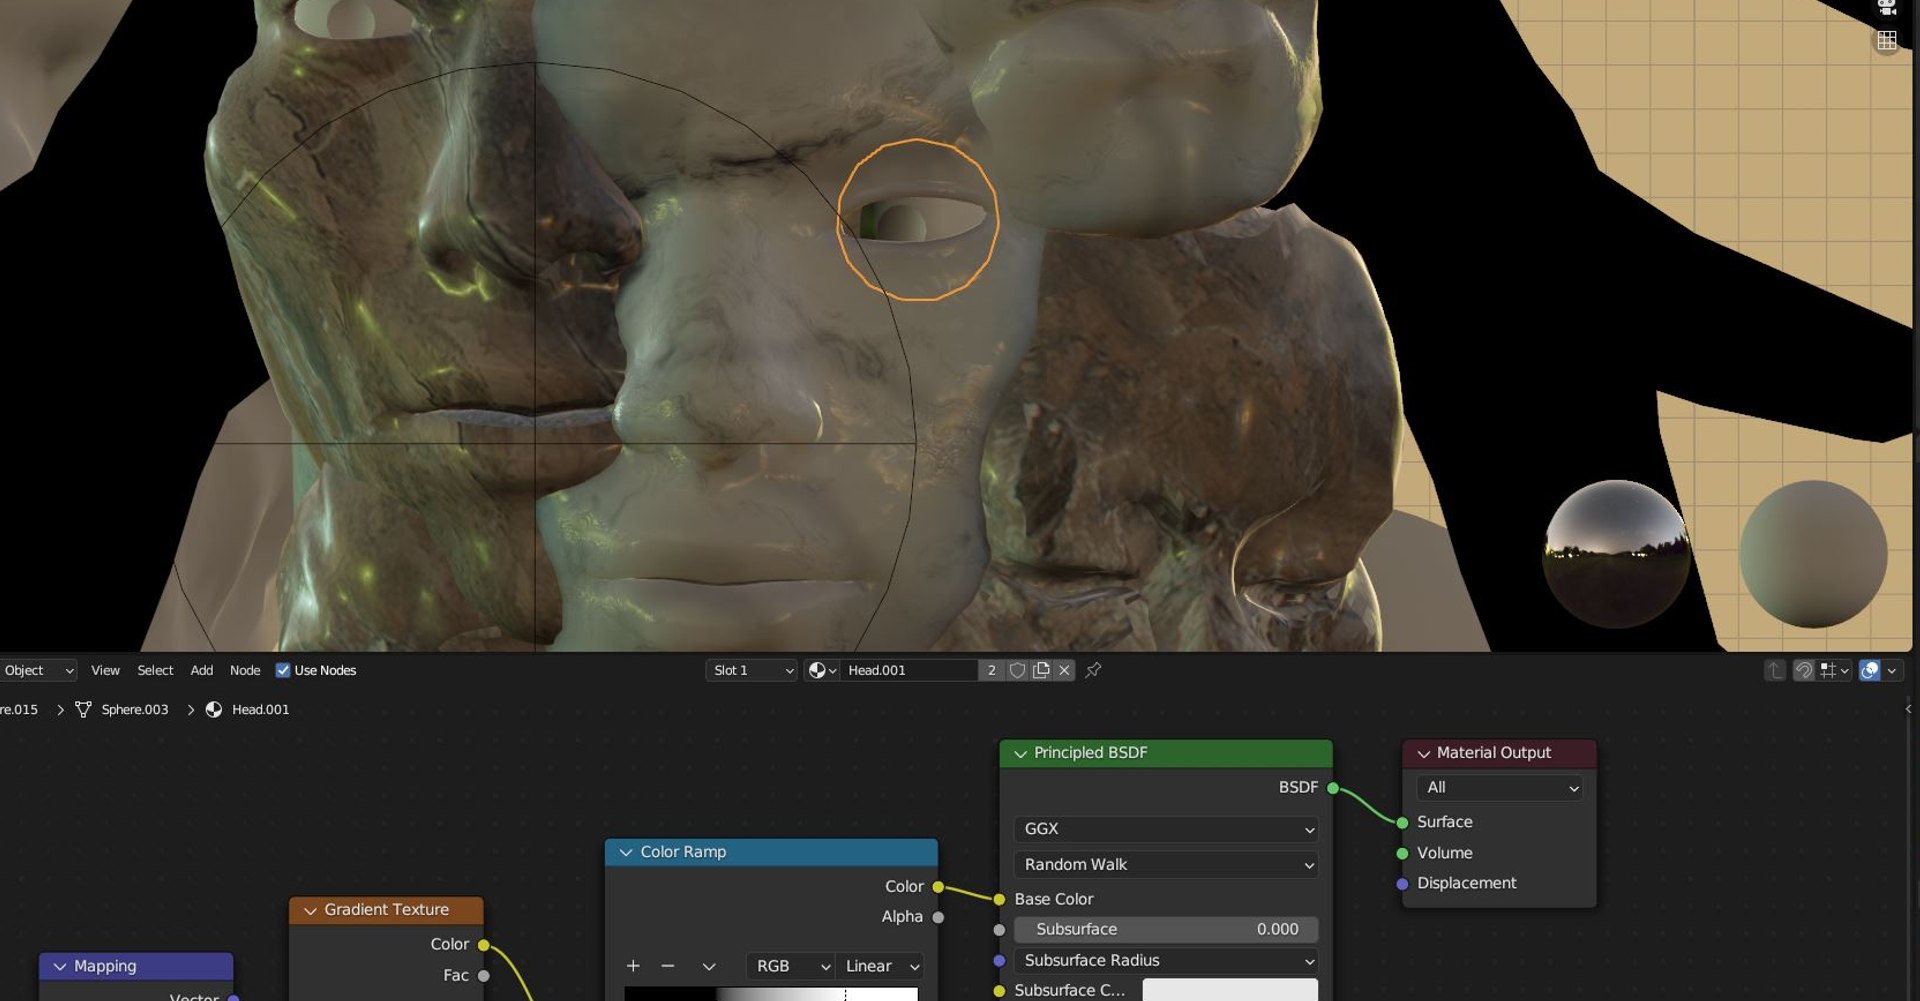 Object View Select Add Node Use Nodes Slot 1 Head.001 2
re.015 > Sphere.003 > Head.001
Principled BSDF
Material Output
BSDF
All
GGX
Surface
Color Ramp
Volume
Random Walk
Color
Displacement
Base Color
Gradient Texture
Alpha
Subsurface 0.000
Color
Mapping
RGB
Linear
Subsurface Radius
Fac
Subsurface C...
Vector